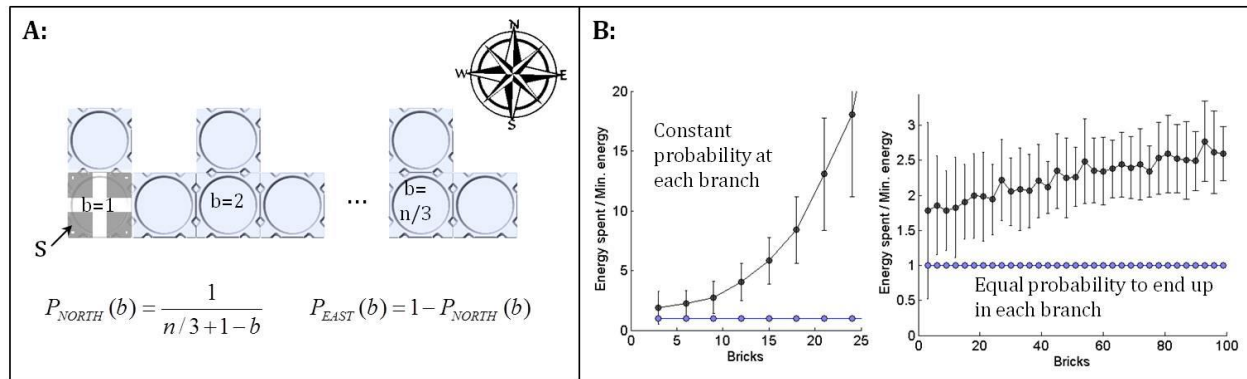 A:
N
W E
S
b=1
b=2
...
b=
n/3
S
P_NORTH(b) = 1 / (n/3+1−b)
P_EAST(b) = 1 − P_NORTH(b)
B:
20
15
10
5
0
Energy spent / Min. energy
Constant
probability at
each branch
0 5 10 15 20 25
Bricks
3
2.5
2
1.5
1
0.5
0
Energy spent / Min. energy
Equal probability to end up
in each branch
0 20 40 60 80 100
Bricks